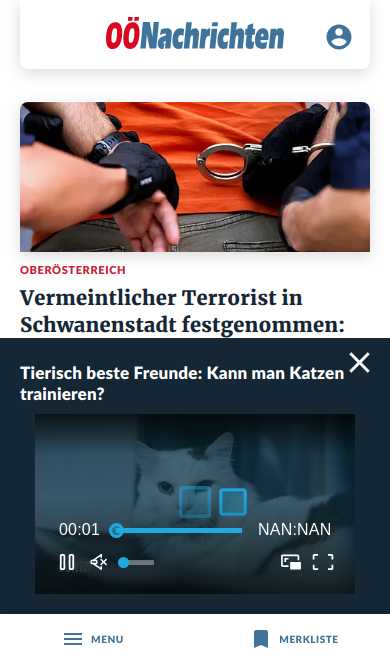 OÖNachrichten
OBERÖSTERREICH
Vermeintlicher Terrorist in
Schwanenstadt festgenommen:
Tierisch beste Freunde: Kann man Katzen
trainieren?
00:01
NAN:NAN
MENU
MERKLISTE